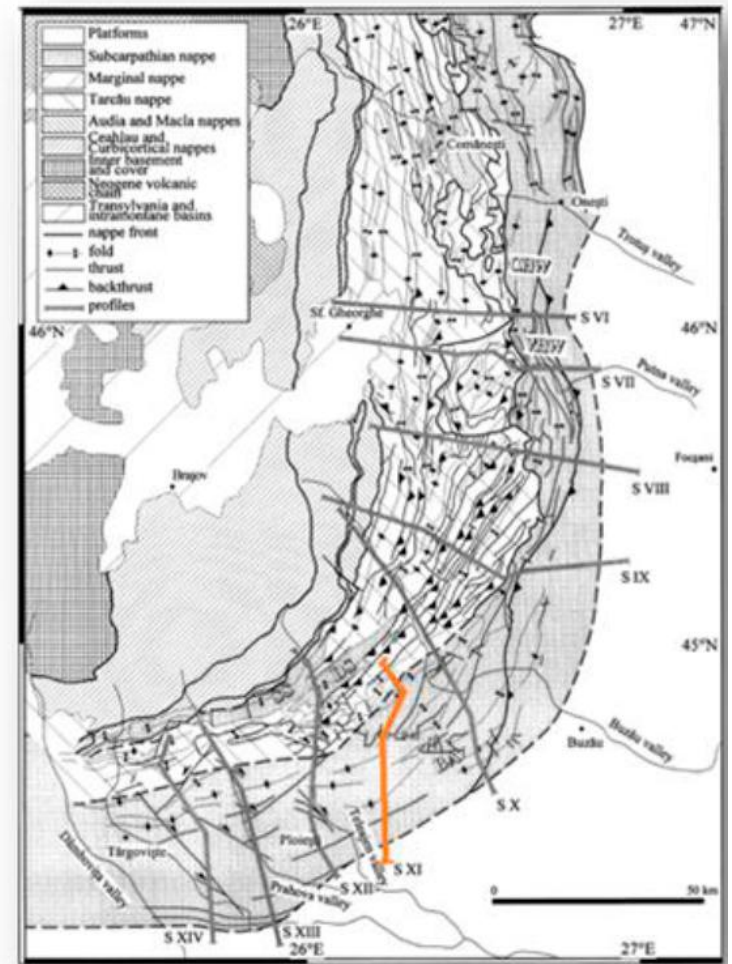 26°E
27°E
47°N
Platforms
Subcarpathian nappe
Marginal nappe
Tarcău nappe
Audia and Macla nappes
Ceahlau and
Curbicortical nappes
Inner basement
and cover
Neogene volcanic
chain
Transylvania and
intramontane basins
nappe front
fold
thrust
backthrust
profiles
Comănești
Onești
Trotuș valley
Sf. Gheorghe
S VI
46°N
46°N
S VII
Putna valley
Focșani
S VIII
Brașov
S IX
45°N
Buzău valley
Buzău
S X
Ploiești
Târgoviște
Dâmbovița valley
Prahova valley
S XI
S XII
0
50 km
S XIV
S XIII
26°E
27°E